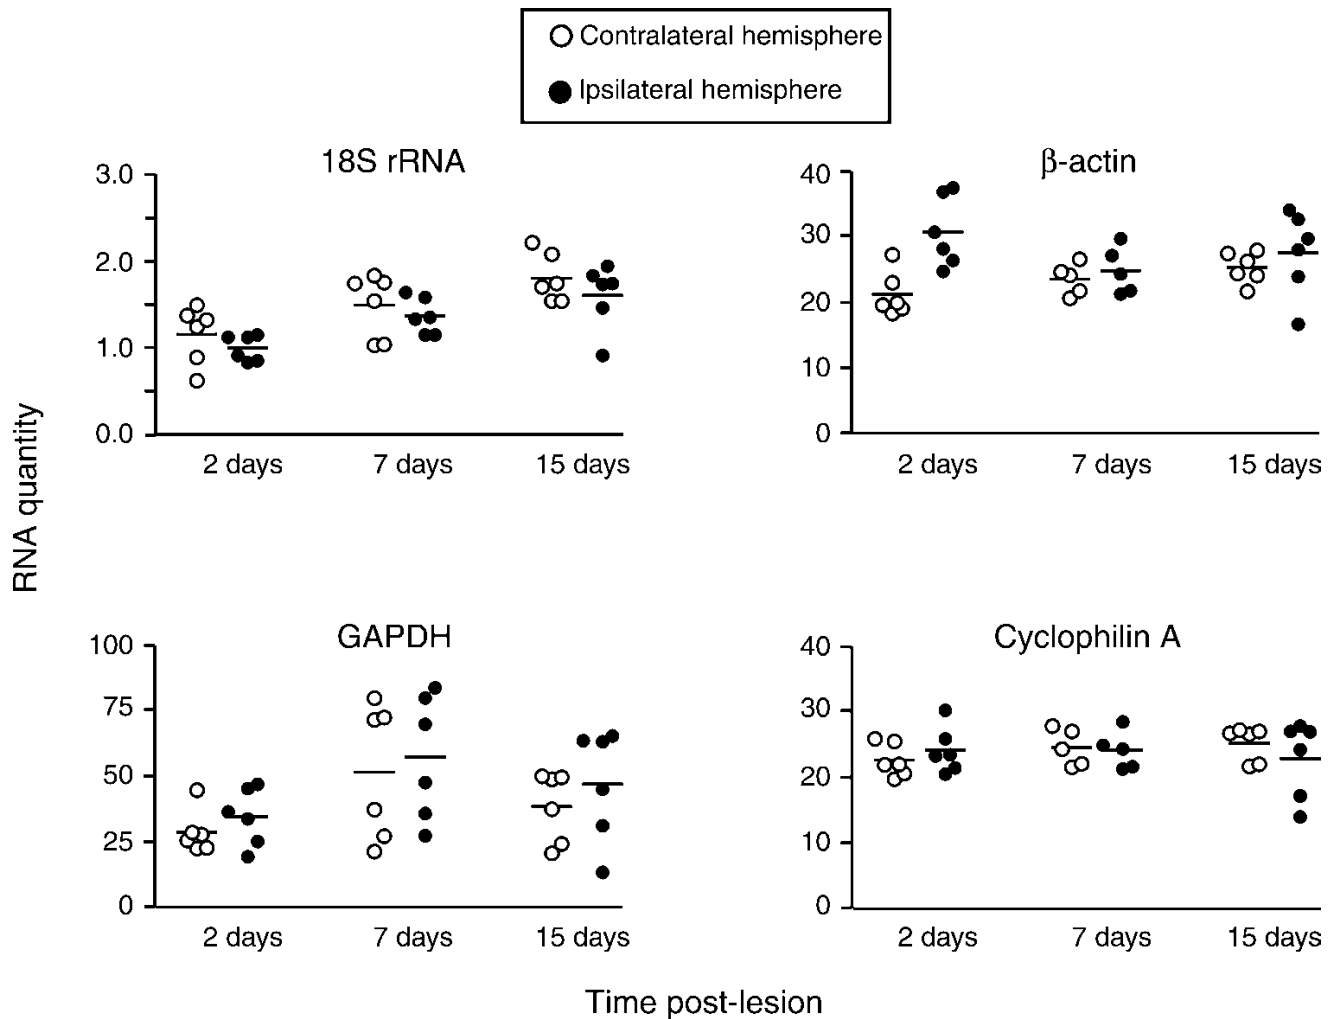 Contralateral hemisphere
Ipsilateral hemisphere
18S rRNA
3.0
2.0
1.0
0.0
2 days 7 days 15 days
β-actin
40
30
20
10
0
2 days 7 days 15 days
RNA quantity
GAPDH
100
75
50
25
0
2 days 7 days 15 days
Cyclophilin A
40
30
20
10
0
2 days 7 days 15 days
Time post-lesion